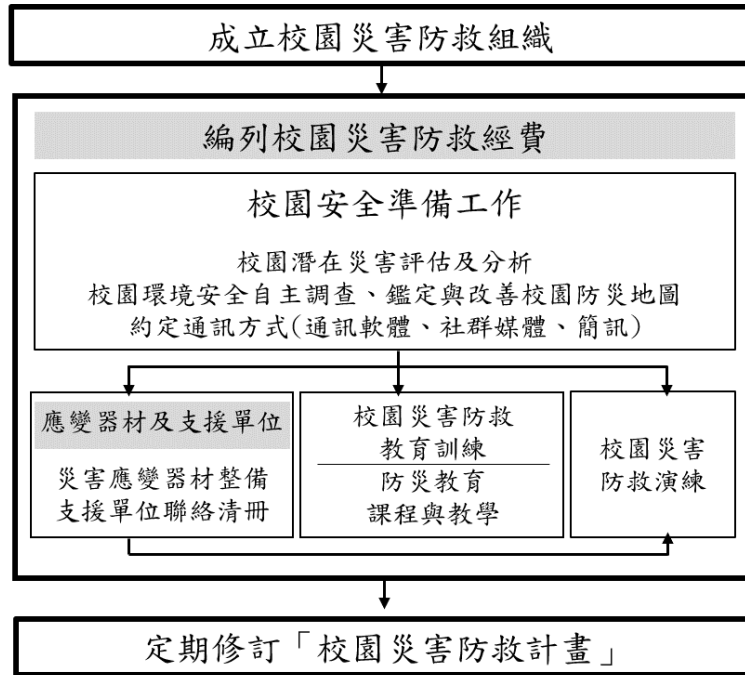 成立校園災害防救組織
編列校園災害防救經費
校園安全準備工作
校園潛在災害評估及分析
校園環境安全自主調查、鑑定與改善校園防災地圖
約定通訊方式(通訊軟體、社群媒體、簡訊)
應變器材及支援單位
災害應變器材整備
支援單位聯絡清冊
校園災害防救
教育訓練
防災教育
課程與教學
校園災害
防救演練
定期修訂「校園災害防救計畫」